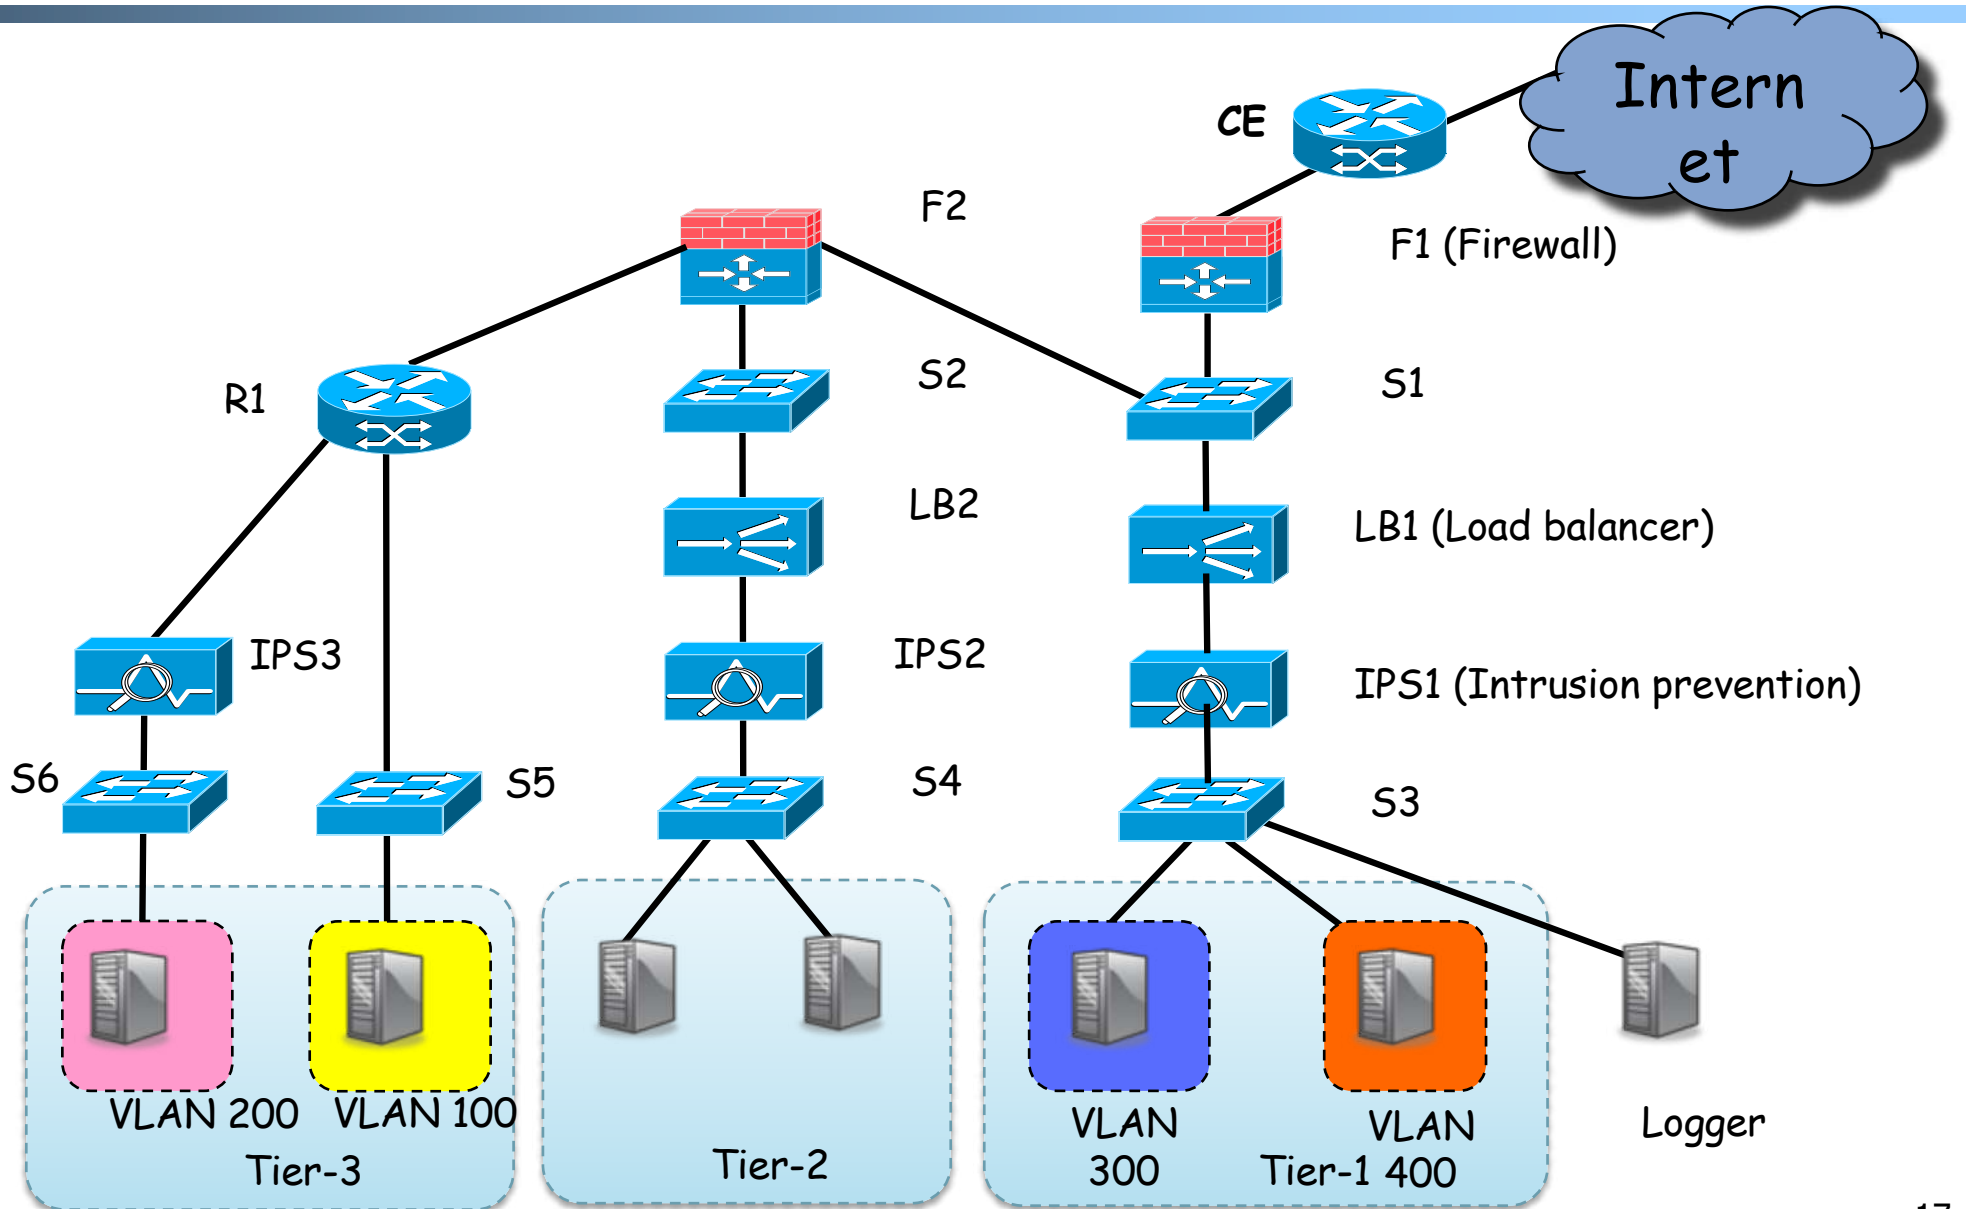 Intern
et
CE
F2
F1 (Firewall)
S2
S1
R1
LB2
LB1 (Load balancer)
IPS3
IPS2
IPS1 (Intrusion prevention)
S6
S5
S4
S3
VLAN 200
VLAN 100
VLAN
300
VLAN
400
Logger
Tier-3
Tier-2
Tier-1
17